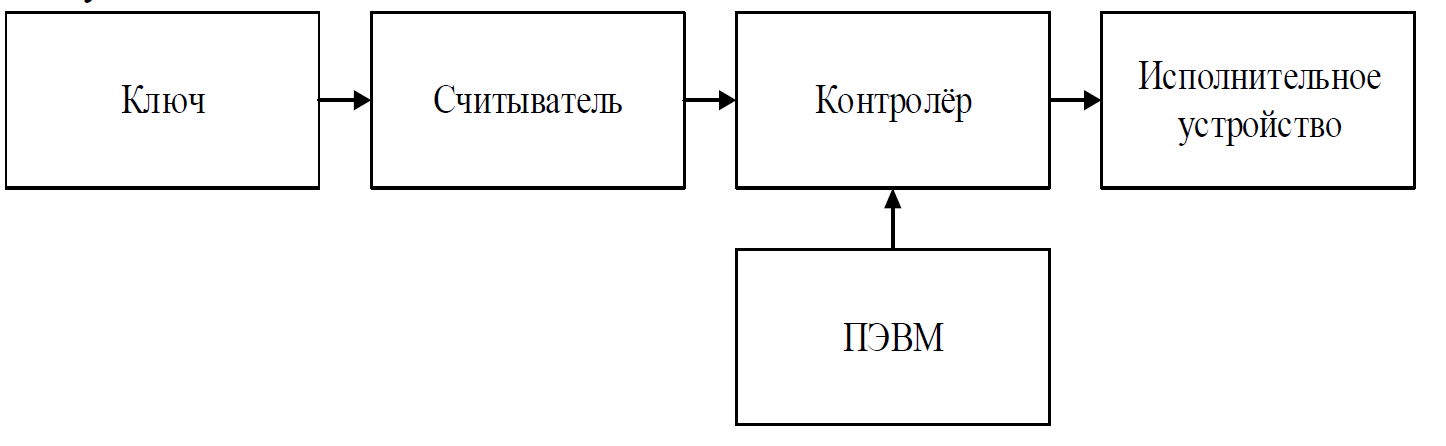 Ключ
Считыватель
Контролёр
Исполнительное
устройство
ПЭВМ